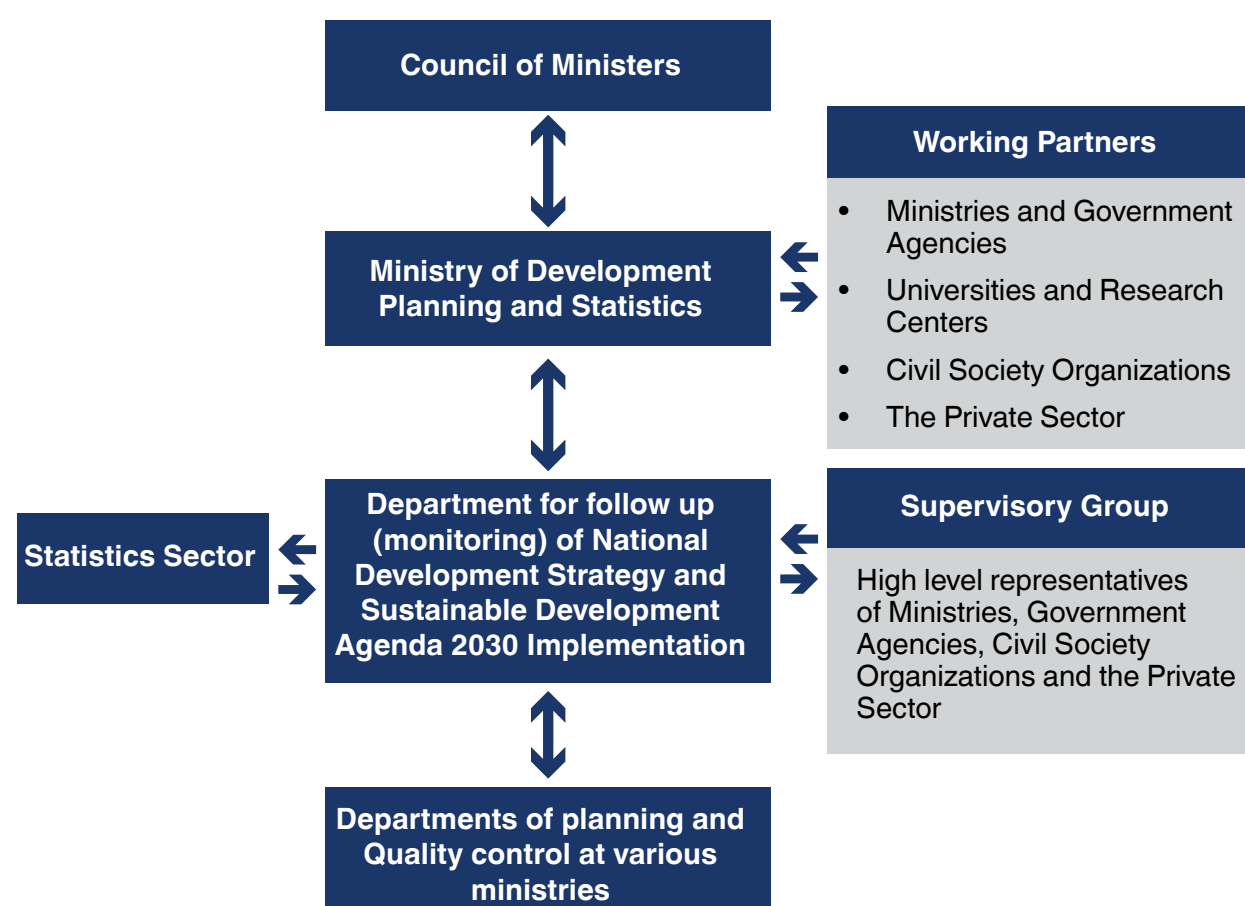 Council of Ministers
Working Partners
• Ministries and Government
Agencies
• Universities and Research
Centers
• Civil Society Organizations
• The Private Sector
Ministry of Development
Planning and Statistics
Statistics Sector
Department for follow up
(monitoring) of National
Development Strategy and
Sustainable Development
Agenda 2030 Implementation
Supervisory Group
High level representatives
of Ministries, Government
Agencies, Civil Society
Organizations and the Private
Sector
Departments of planning and
Quality control at various
ministries